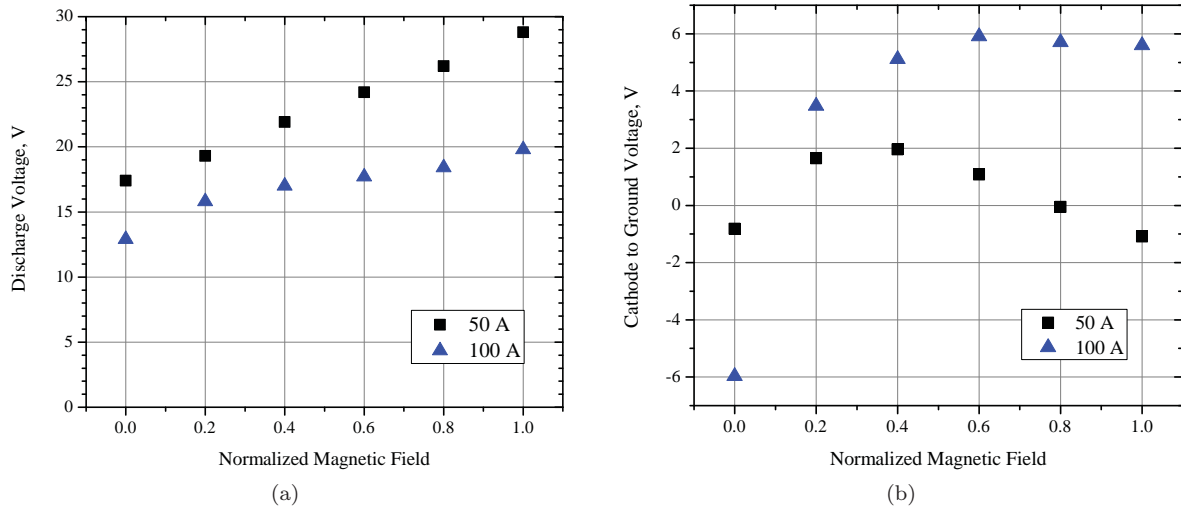 30
25
20
15
10
5
0
Discharge Voltage, V
50 A
100 A
0.0 0.2 0.4 0.6 0.8 1.0
Normalized Magnetic Field
(a)
6
4
2
0
-2
-4
-6
Cathode to Ground Voltage, V
50 A
100 A
0.0 0.2 0.4 0.6 0.8 1.0
Normalized Magnetic Field
(b)